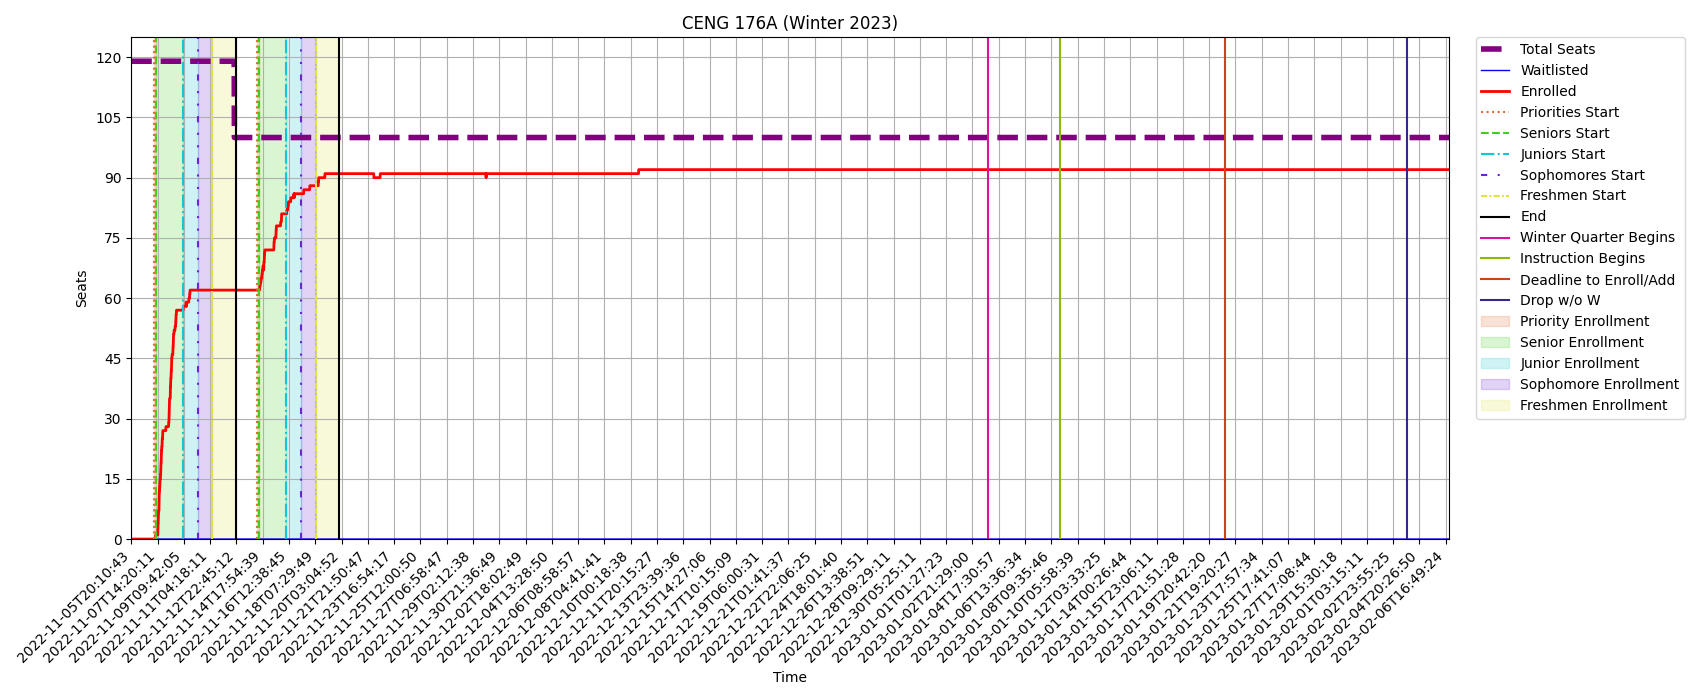 CENG 176A (Winter 2023)
Seats
120
105
90
75
60
45
30
15
0
2022-11-05T20:10:43
2022-11-07T14:20:11
2022-11-09T09:42:05
2022-11-11T04:18:11
2022-11-12T22:45:12
2022-11-14T17:54:39
2022-11-16T12:38:45
2022-11-18T07:29:49
2022-11-20T03:04:52
2022-11-21T21:50:47
2022-11-23T16:54:17
2022-11-25T12:00:50
2022-11-27T06:58:47
2022-11-29T02:12:38
2022-11-30T21:36:49
2022-12-02T18:02:49
2022-12-04T13:28:50
2022-12-06T08:58:57
2022-12-08T04:41:41
2022-12-10T00:18:38
2022-12-11T20:15:27
2022-12-13T23:39:36
2022-12-15T14:27:06
2022-12-17T10:15:09
2022-12-19T06:00:31
2022-12-21T01:41:37
2022-12-22T22:06:25
2022-12-24T18:01:40
2022-12-26T13:38:51
2022-12-28T09:29:11
2022-12-30T05:25:11
2023-01-01T01:27:23
2023-01-02T21:29:00
2023-01-04T17:30:57
2023-01-06T13:36:34
2023-01-08T09:35:46
2023-01-10T05:58:39
2023-01-12T03:33:25
2023-01-14T00:26:44
2023-01-15T23:06:11
2023-01-17T21:51:28
2023-01-19T20:42:20
2023-01-21T19:20:27
2023-01-23T17:57:34
2023-01-25T17:41:07
2023-01-27T17:08:44
2023-01-29T15:30:18
2023-02-01T03:15:11
2023-02-02T23:55:25
2023-02-04T20:26:50
2023-02-06T16:49:24
Time
Total Seats
Waitlisted
Enrolled
Priorities Start
Seniors Start
Juniors Start
Sophomores Start
Freshmen Start
End
Winter Quarter Begins
Instruction Begins
Deadline to Enroll/Add
Drop w/o W
Priority Enrollment
Senior Enrollment
Junior Enrollment
Sophomore Enrollment
Freshmen Enrollment